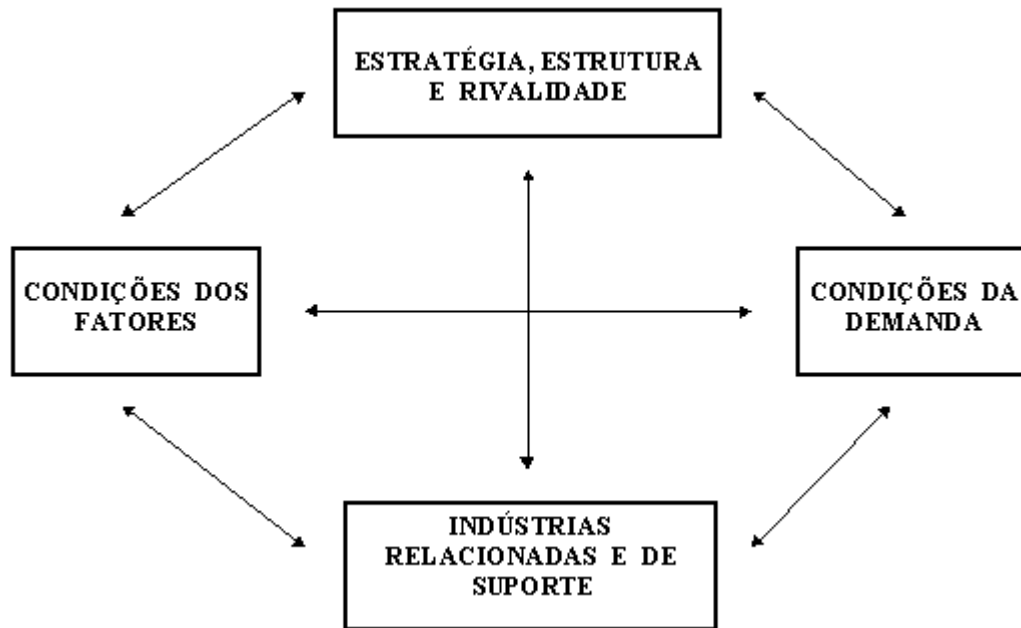 ESTRATÉGIA, ESTRUTURA
E RIVALIDADE
CONDIÇÕES DOS
FATORES
CONDIÇÕES DA
DEMANDA
INDÚSTRIAS
RELACIONADAS E DE
SUPORTE